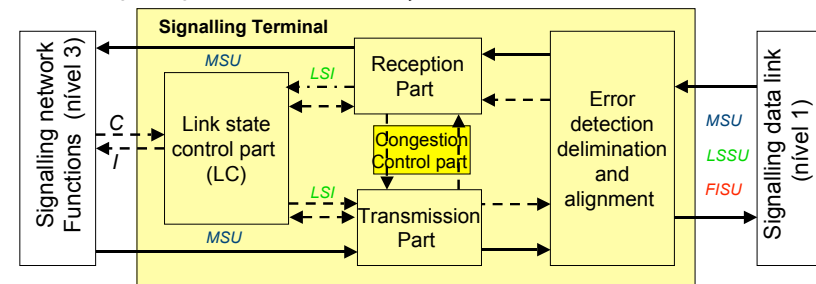 Signalling Terminal
Signalling network
Functions (nível 3)
MSU
LSI
C
I
Link state
control part
(LC)
LSI
MSU
Reception
Part
Congestion
Control part
Transmission
Part
Error
detection
delimination
and
alignment
MSU
LSSU
FISU
Signalling data link
(nível 1)